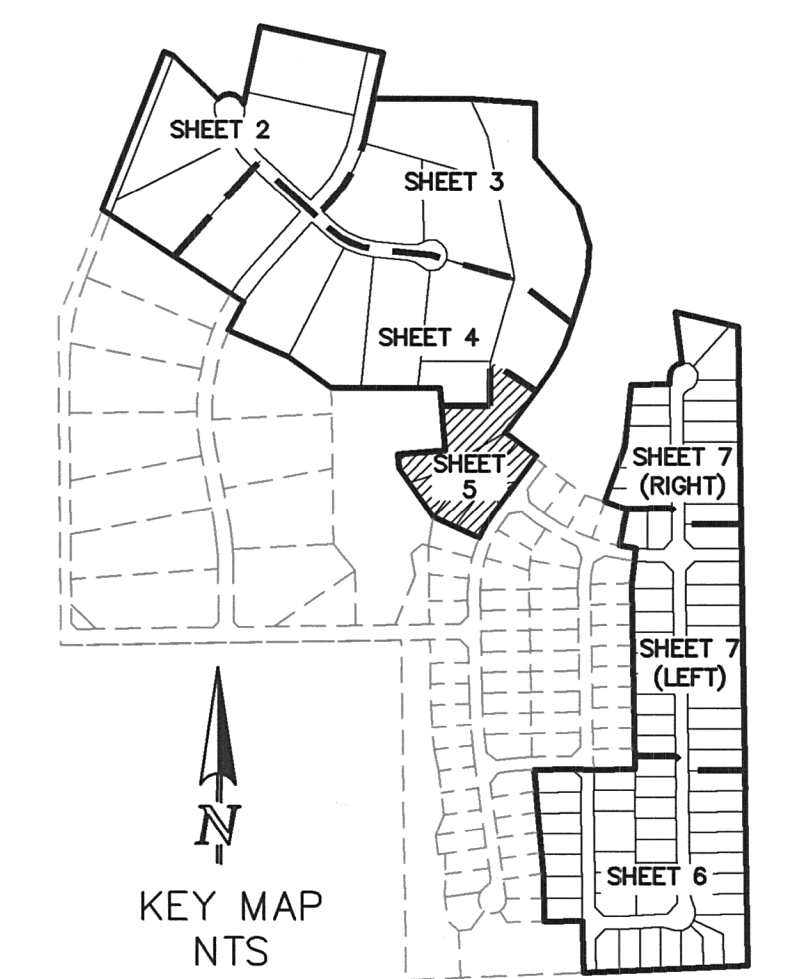 SHEET 2
SHEET 3
SHEET 4
SHEET
5
SHEET 7
(RIGHT)
SHEET 7
(LEFT)
SHEET 6
N
KEY MAP
NTS